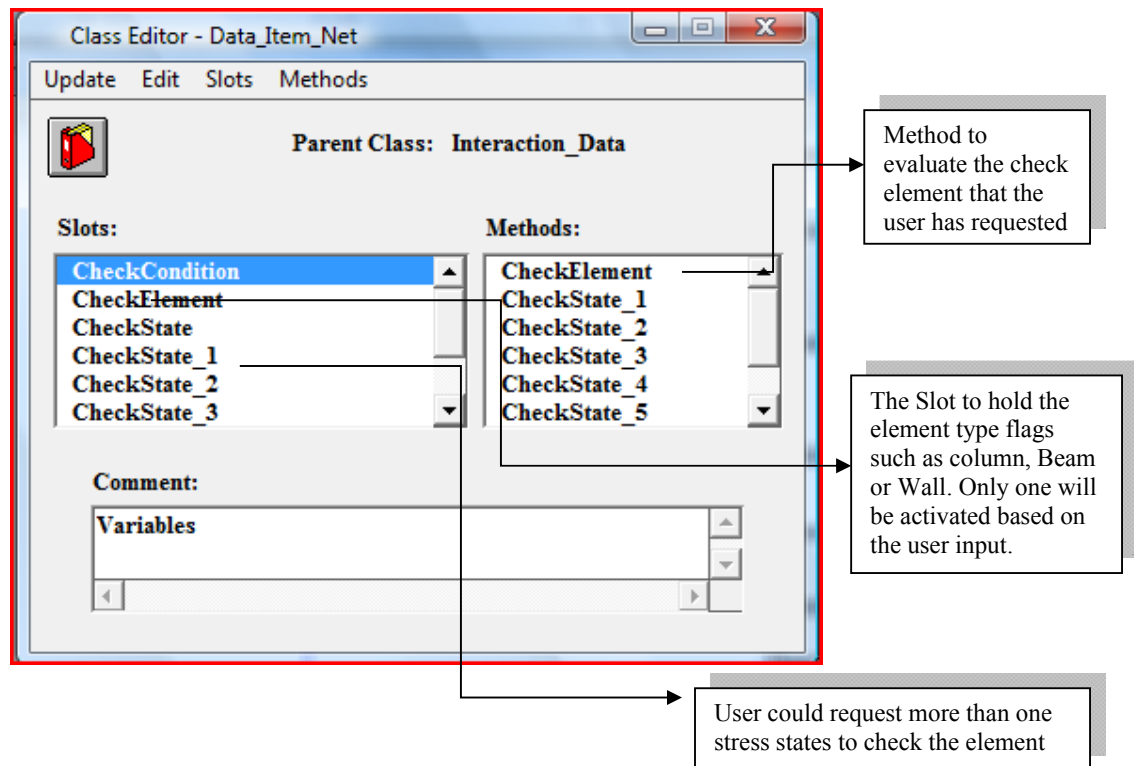 Class Editor - Data_Item_Net
X
Update Edit Slots Methods
Parent Class: Interaction_Data
Slots:
CheckCondition
CheckElement
CheckState
CheckState_1
CheckState_2
CheckState_3
Methods:
CheckElement
CheckState_1
CheckState_2
CheckState_3
CheckState_4
CheckState_5
Comment:
Variables
Method to
evaluate the check
element that the
user has requested
The Slot to hold the
element type flags
such as column, Beam
or Wall. Only one will
be activated based on
the user input.
User could request more than one
stress states to check the element